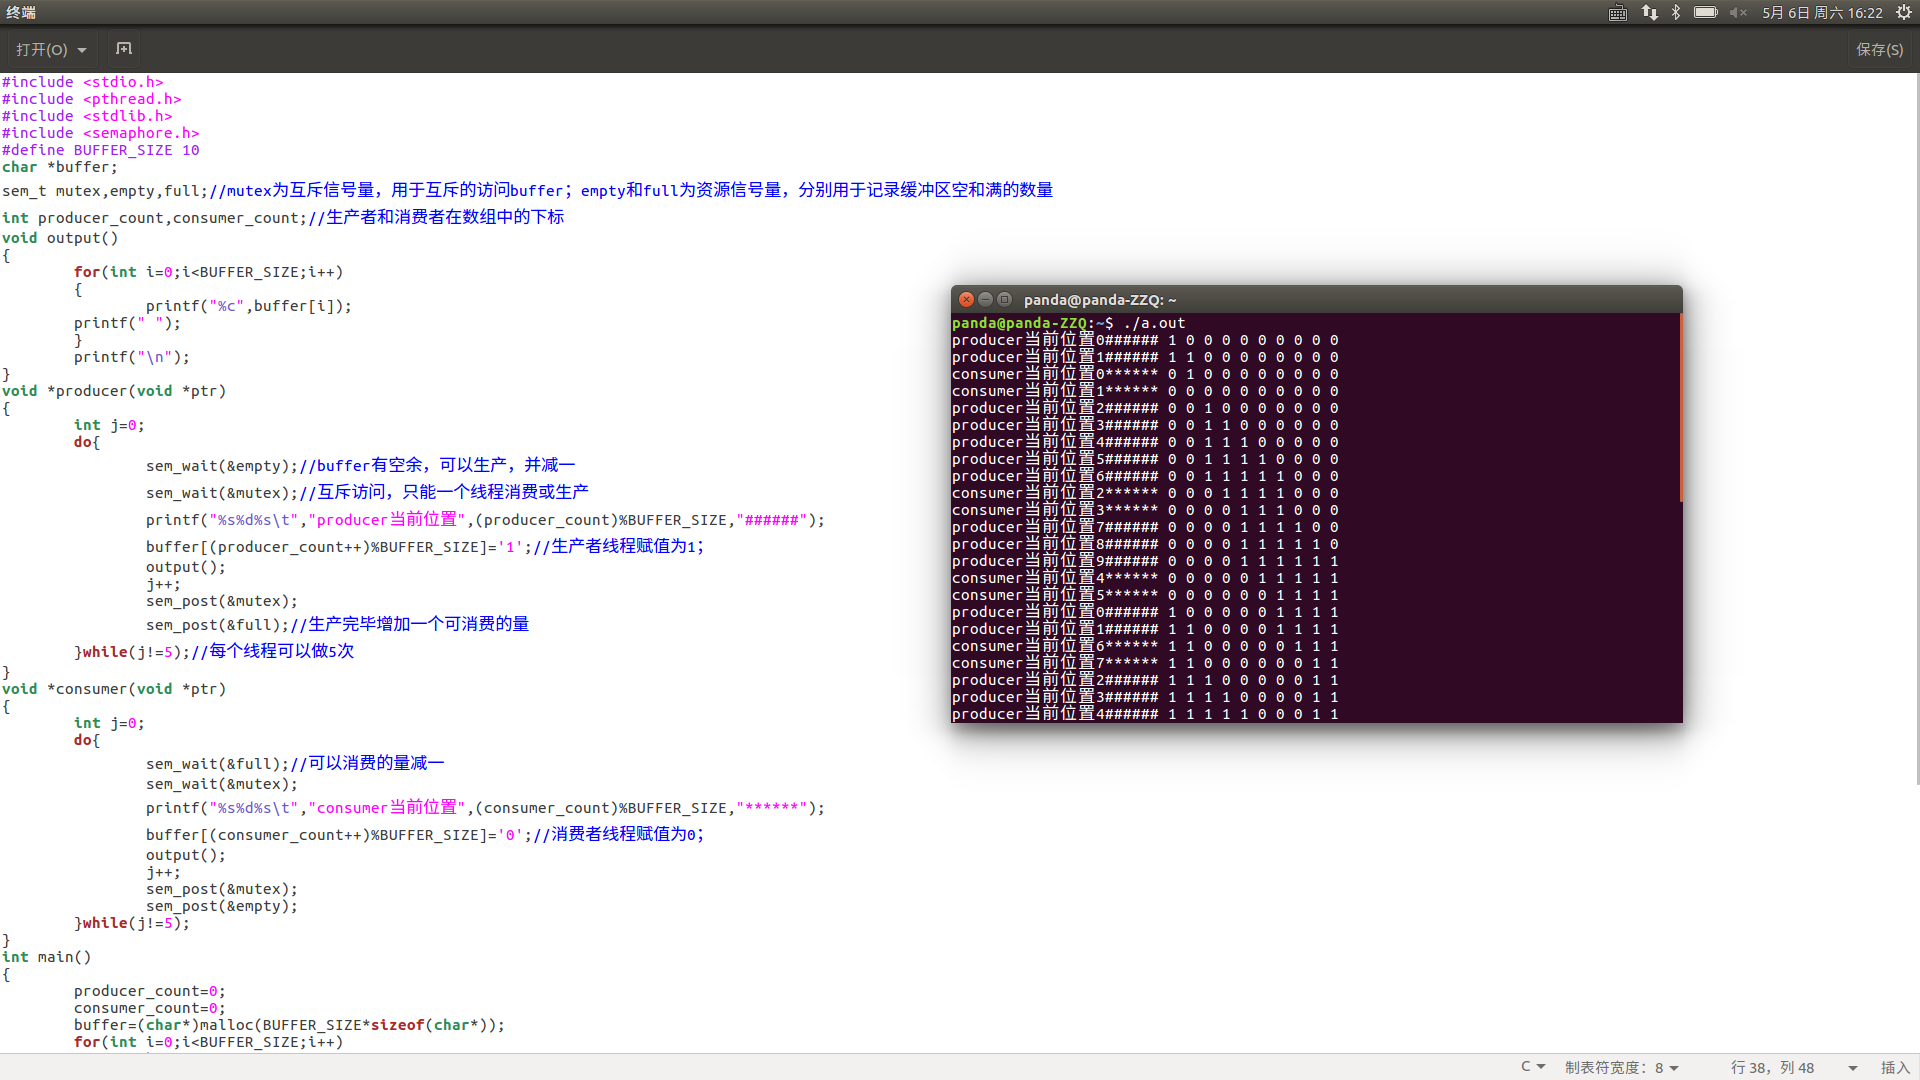 终端
5月 6日 周六 16:22
打开(O)
保存(S)
#include <stdio.h>
#include <pthread.h>
#include <stdlib.h>
#include <semaphore.h>
#define BUFFER_SIZE 10
char *buffer;
sem_t mutex,empty,full;//mutex为互斥信号量，用于互斥的访问buffer；empty和full为资源信号量，分别用于记录缓冲区空和满的数量
int producer_count,consumer_count;//生产者和消费者在数组中的下标
void output()
{
for(int i=0;i<BUFFER_SIZE;i++)
{
printf("%c",buffer[i]);
printf(" ");
}
printf("\n");
}
void *producer(void *ptr)
{
int j=0;
do{
sem_wait(&empty);//buffer有空余，可以生产，并减一
sem_wait(&mutex);//互斥访问，只能一个线程消费或生产
printf("%s%d%s\t","producer当前位置",(producer_count)%BUFFER_SIZE,"######");
buffer[(producer_count++)%BUFFER_SIZE]='1';//生产者线程赋值为1；
output();
j++;
sem_post(&mutex);
sem_post(&full);//生产完毕增加一个可消费的量
}while(j!=5);//每个线程可以做5次
}
void *consumer(void *ptr)
{
int j=0;
do{
sem_wait(&full);//可以消费的量减一
sem_wait(&mutex);
printf("%s%d%s\t","consumer当前位置",(consumer_count)%BUFFER_SIZE,"******");
buffer[(consumer_count++)%BUFFER_SIZE]='0';//消费者线程赋值为0；
output();
j++;
sem_post(&mutex);
sem_post(&empty);
}while(j!=5);
}
int main()
{
producer_count=0;
consumer_count=0;
buffer=(char*)malloc(BUFFER_SIZE*sizeof(char*));
for(int i=0;i<BUFFER_SIZE;i++)
panda@panda-ZZQ: ~
panda@panda-ZZQ:~$ ./a.out
producer当前位置0###### 1 0 0 0 0 0 0 0 0 0
producer当前位置1###### 1 1 0 0 0 0 0 0 0 0
consumer当前位置0****** 0 1 0 0 0 0 0 0 0 0
consumer当前位置1****** 0 0 0 0 0 0 0 0 0 0
producer当前位置2###### 0 0 1 0 0 0 0 0 0 0
producer当前位置3###### 0 0 1 1 0 0 0 0 0 0
producer当前位置4###### 0 0 1 1 1 0 0 0 0 0
producer当前位置5###### 0 0 1 1 1 1 0 0 0 0
producer当前位置6###### 0 0 1 1 1 1 1 0 0 0
consumer当前位置2****** 0 0 0 1 1 1 1 0 0 0
consumer当前位置3****** 0 0 0 0 1 1 1 0 0 0
producer当前位置7###### 0 0 0 0 1 1 1 1 0 0
producer当前位置8###### 0 0 0 0 1 1 1 1 1 0
producer当前位置9###### 0 0 0 0 1 1 1 1 1 1
consumer当前位置4****** 0 0 0 0 0 1 1 1 1 1
consumer当前位置5****** 0 0 0 0 0 0 1 1 1 1
producer当前位置0###### 1 0 0 0 0 0 1 1 1 1
producer当前位置1###### 1 1 0 0 0 0 1 1 1 1
consumer当前位置6****** 1 1 0 0 0 0 0 1 1 1
consumer当前位置7****** 1 1 0 0 0 0 0 0 1 1
producer当前位置2###### 1 1 1 0 0 0 0 0 1 1
producer当前位置3###### 1 1 1 1 0 0 0 0 1 1
producer当前位置4###### 1 1 1 1 1 0 0 0 1 1
C
制表符宽度：8
行 38，列 48
插入